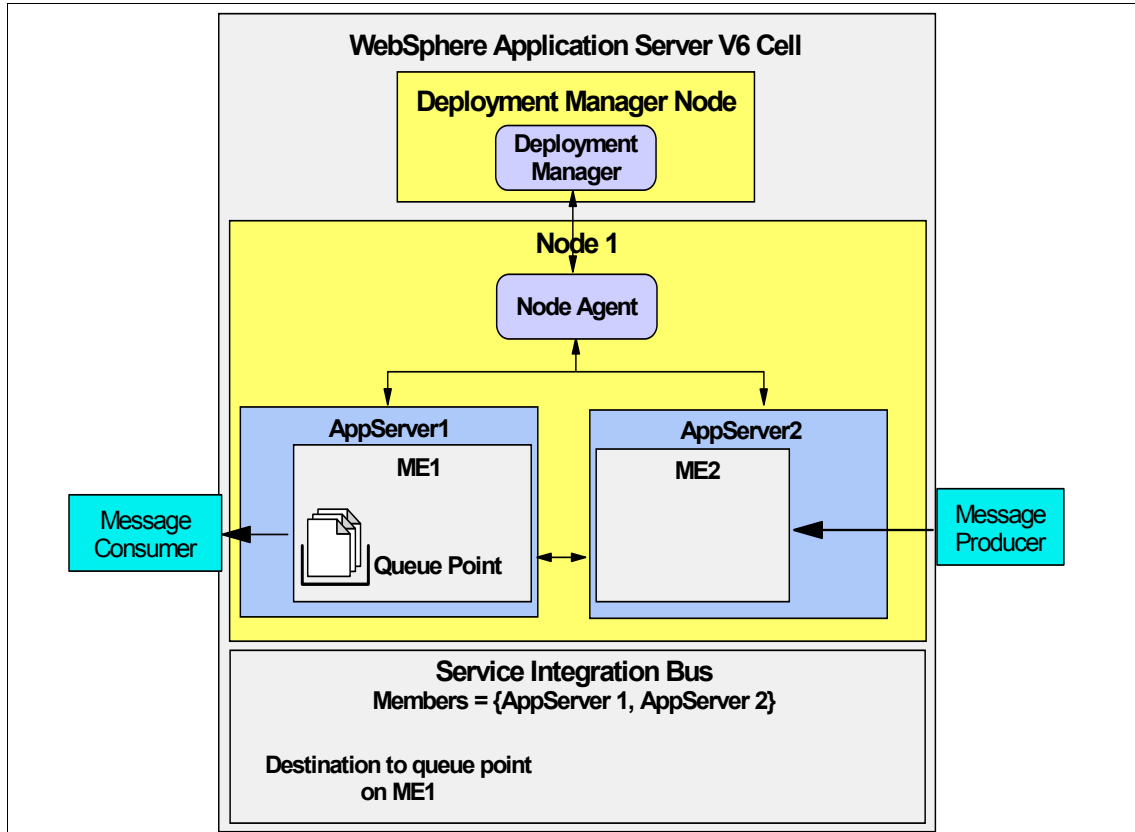 WebSphere Application Server V6 Cell
Deployment Manager Node
Deployment
Manager
Node 1
Node Agent
AppServer1
AppServer2
ME1
ME2
Message
Consumer
Queue Point
Message
Producer
Service Integration Bus
Members = {AppServer 1, AppServer 2}
Destination to queue point
on ME1